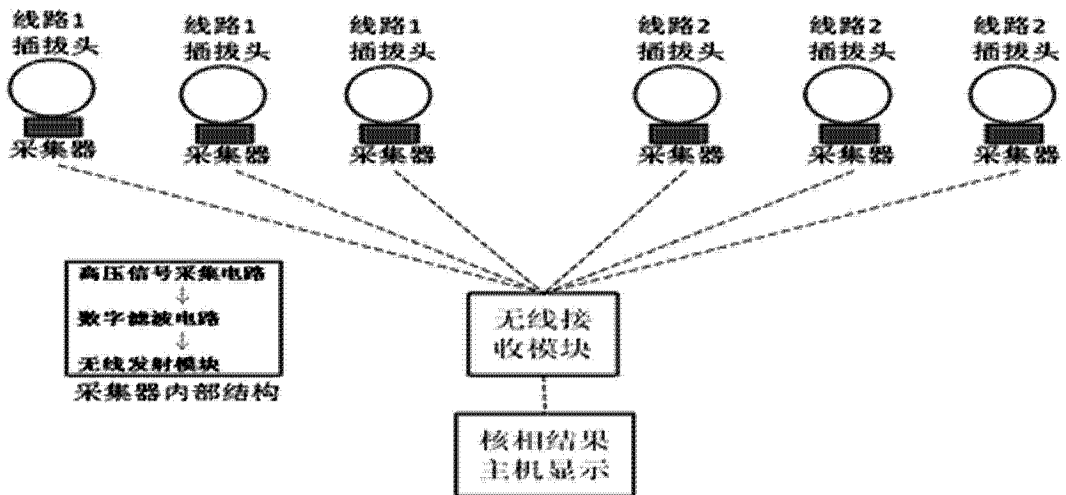 线路1
插拔头
采集器
线路1
插拔头
采集器
线路1
插拔头
采集器
线路2
插拔头
采集器
线路2
插拔头
采集器
线路2
插拔头
采集器
高压信号采集电路
↓
数字滤波电路
↓
无线发射模块
采集器内部结构
无线接
收模块
核相结果
主机显示